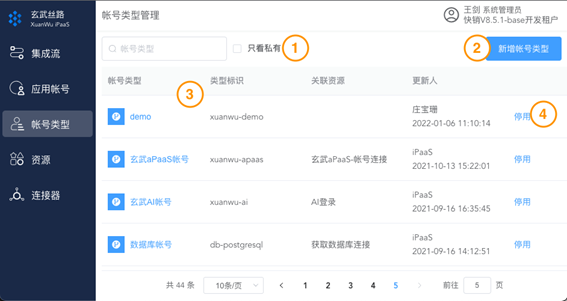 玄武丝路
XuanWu iPaaS
集成流
应用帐号
帐号类型
资源
连接器
帐号类型管理
王剑 系统管理员
快销V8.5.1-base开发租户
帐号类型
只看私有
1
2
新增帐号类型
帐号类型 3 类型标识 关联资源 更新人
demo xuanwu-demo 庄宝珊 停用 4
2022-01-06 11:10:14
玄武aPaaS帐号 xuanwu-apaas 玄武aPaaS-帐号连接 iPaaS 停用
2021-10-13 15:22:01
玄武AI帐号 xuanwu-ai AI登录 iPaaS 停用
2021-09-16 16:35:45
数据库帐号 db-postgresql 获取数据库连接 iPaaS 停用
2021-09-16 14:12:51
共 44 条 10条/页 1 2 3 4 5 前往 5 页